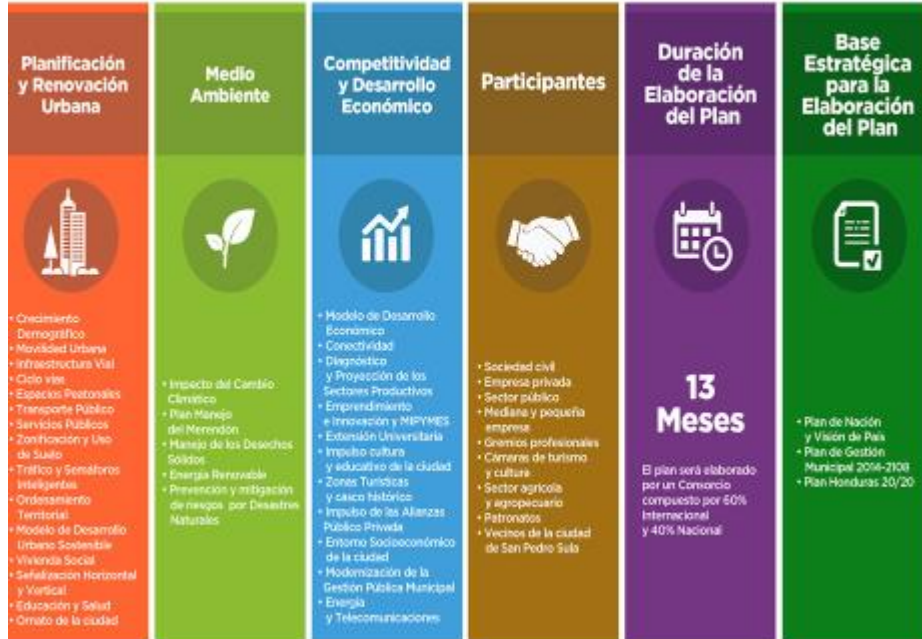 Planificación
y Renovación
Urbana
• Crecimiento
Demográfico
• Movilidad Urbana
• Infraestructura Vial
• Ciclo vías
• Espacios Peatonales
• Transporte Público
• Servicios Públicos
• Zonificación y Uso
de Suelo
• Tráfico y Semáforos
Inteligentes
• Ordenamiento
Territorial
• Modelo de Desarrollo
Urbano Sostenible
• Vivienda Social
• Señalización Horizontal
y Vertical
• Educación y Salud
• Ornato de la ciudad
Medio
Ambiente
• Impacto del Cambio
Climático
• Plan Manejo
del Merendón
• Manejo de los Desechos
Sólidos
• Energía Renovable
• Prevención y mitigación
de riesgos por Desastres
Naturales
Competitividad
y Desarrollo
Económico
• Modelo de Desarrollo
Económico
• Conectividad
• Diagnóstico
y Proyección de los
Sectores Productivos
• Emprendimiento
e Innovación y MIPYMES
• Extensión Universitaria
• Impulso cultura
y educativo de la ciudad
• Zonas Turísticas
y casco histórico
• Impulso de las Alianzas
Público Privada
• Entorno Socioeconómico
de la ciudad
• Modernización de la
Gestión Pública Municipal
• Energía
y Telecomunicaciones
Participantes
• Sociedad civil
• Empresa privada
• Sector público
• Mediana y pequeña
empresa
• Gremios profesionales
• Cámaras de turismo
y culture
• Sector agrícola
y agropecuario
• Patronatos
• Vecinos de la ciudad
de San Pedro Sula
Duración
de la
Elaboración
del Plan
13
Meses
El plan será elaborado
por un Consorcio
compuesto por 60%
Internacional
y 40% Nacional
Base
Estratégica
para la
Elaboración
del Plan
• Plan de Nación
y Visión de País
• Plan de Gestión
Municipal 2014-2108
• Plan Honduras 20/20